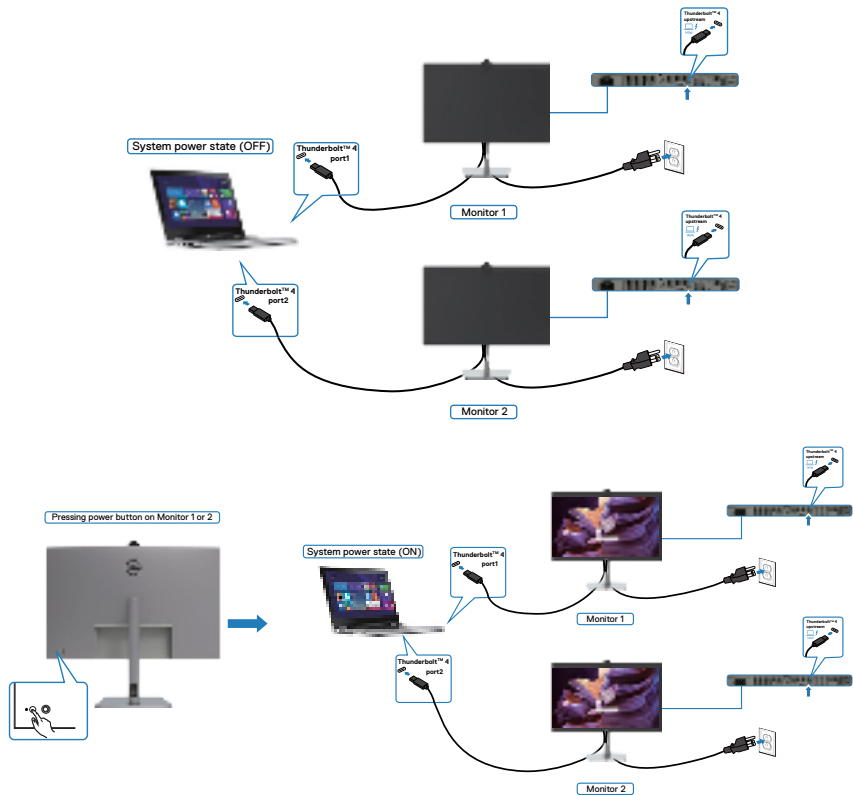 Thunderbolt™ 4
upstream
System power state (OFF)
Thunderbolt™ 4
port1
Monitor 1
Thunderbolt™ 4
upstream
Thunderbolt™ 4
port2
Monitor 2
Thunderbolt™ 4
upstream
Pressing power button on Monitor 1 or 2
System power state (ON)
Thunderbolt™ 4
port1
Monitor 1
Thunderbolt™ 4
upstream
Thunderbolt™ 4
port2
Monitor 2